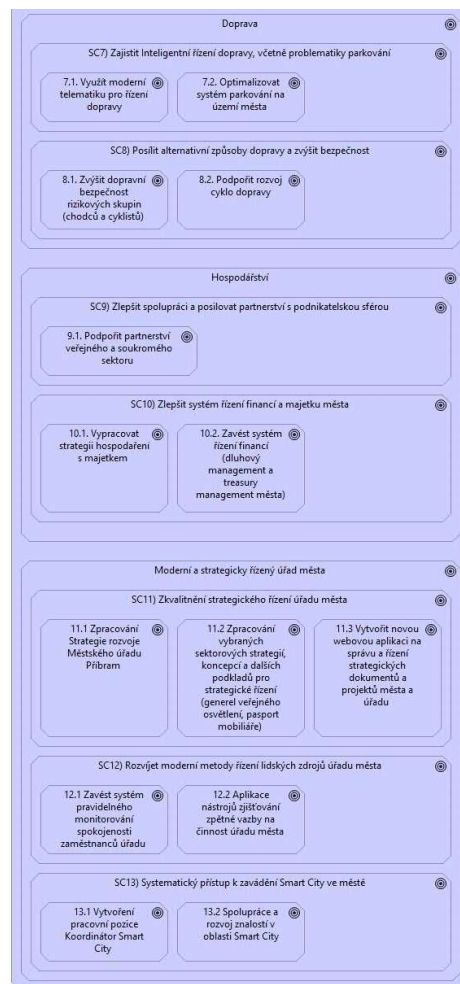 Doprava
SC7) Zajistit Inteligentní řízení dopravy, včetně problematiky parkování
7.1. Využít moderní
telematiku pro řízení
dopravy
7.2. Optimalizovat
systém parkování na
území města
SC8) Posílit alternativní způsoby dopravy a zvýšit bezpečnost
8.1. Zvýšit dopravní
bezpečnost
rizikových skupin
(chodců a cyklistů)
8.2. Podpořit rozvoj
cyklo dopravy
Hospodářství
SC9) Zlepšit spolupráci a posilovat partnerství s podnikatelskou sférou
9.1. Podpořit partnerství
veřejného a soukromého
sektoru
SC10) Zlepšit systém řízení financí a majetku města
10.1. Vypracovat
strategii hospodaření
s majetkem
10.2. Zavést systém
řízení financí
(dluhový
management a
treasury
management města)
Moderní a strategicky řízený úřad města
SC11) Zkvalitnění strategického řízení úřadu města
11.1 Zpracování
Strategie rozvoje
Městského úřadu
Příbram
11.2 Zpracování
vybraných
sektorových strategií,
koncepcí a dalších
podkladů pro
strategické řízení
(generel veřejného
osvětlení, pasport
mobiliáře)
11.3 Vytvořit novou
webovou aplikaci na
správu a řízení
strategických
dokumentů a
projektů města a
úřadu
SC12) Rozvíjet moderní metody řízení lidských zdrojů úřadu města
12.1 Zavést systém
pravidelného
monitorování
spokojenosti
zaměstnanců úřadu
12.2 Aplikace
nástrojů zjišťování
zpětné vazby na
činnost úřadu města
SC13) Systematický přístup k zavádění Smart City ve městě
13.1 Vytvoření
pracovní pozice
Koordinátor Smart
City
13.2 Spolupráce a
rozvoj znalostí v
oblasti Smart City